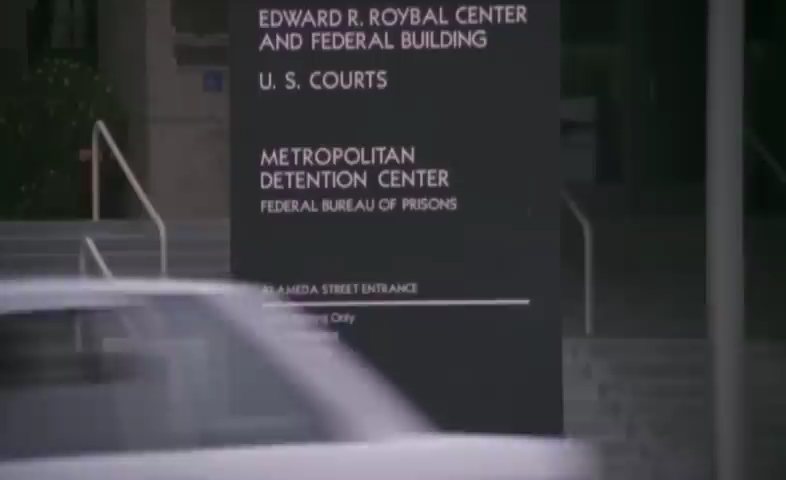 EDWARD R. ROYBAL CENTER
AND FEDERAL BUILDING
U. S. COURTS
METROPOLITAN
DETENTION CENTER
FEDERAL BUREAU OF PRISONS
ALAMEDA STREET ENTRANCE
Only